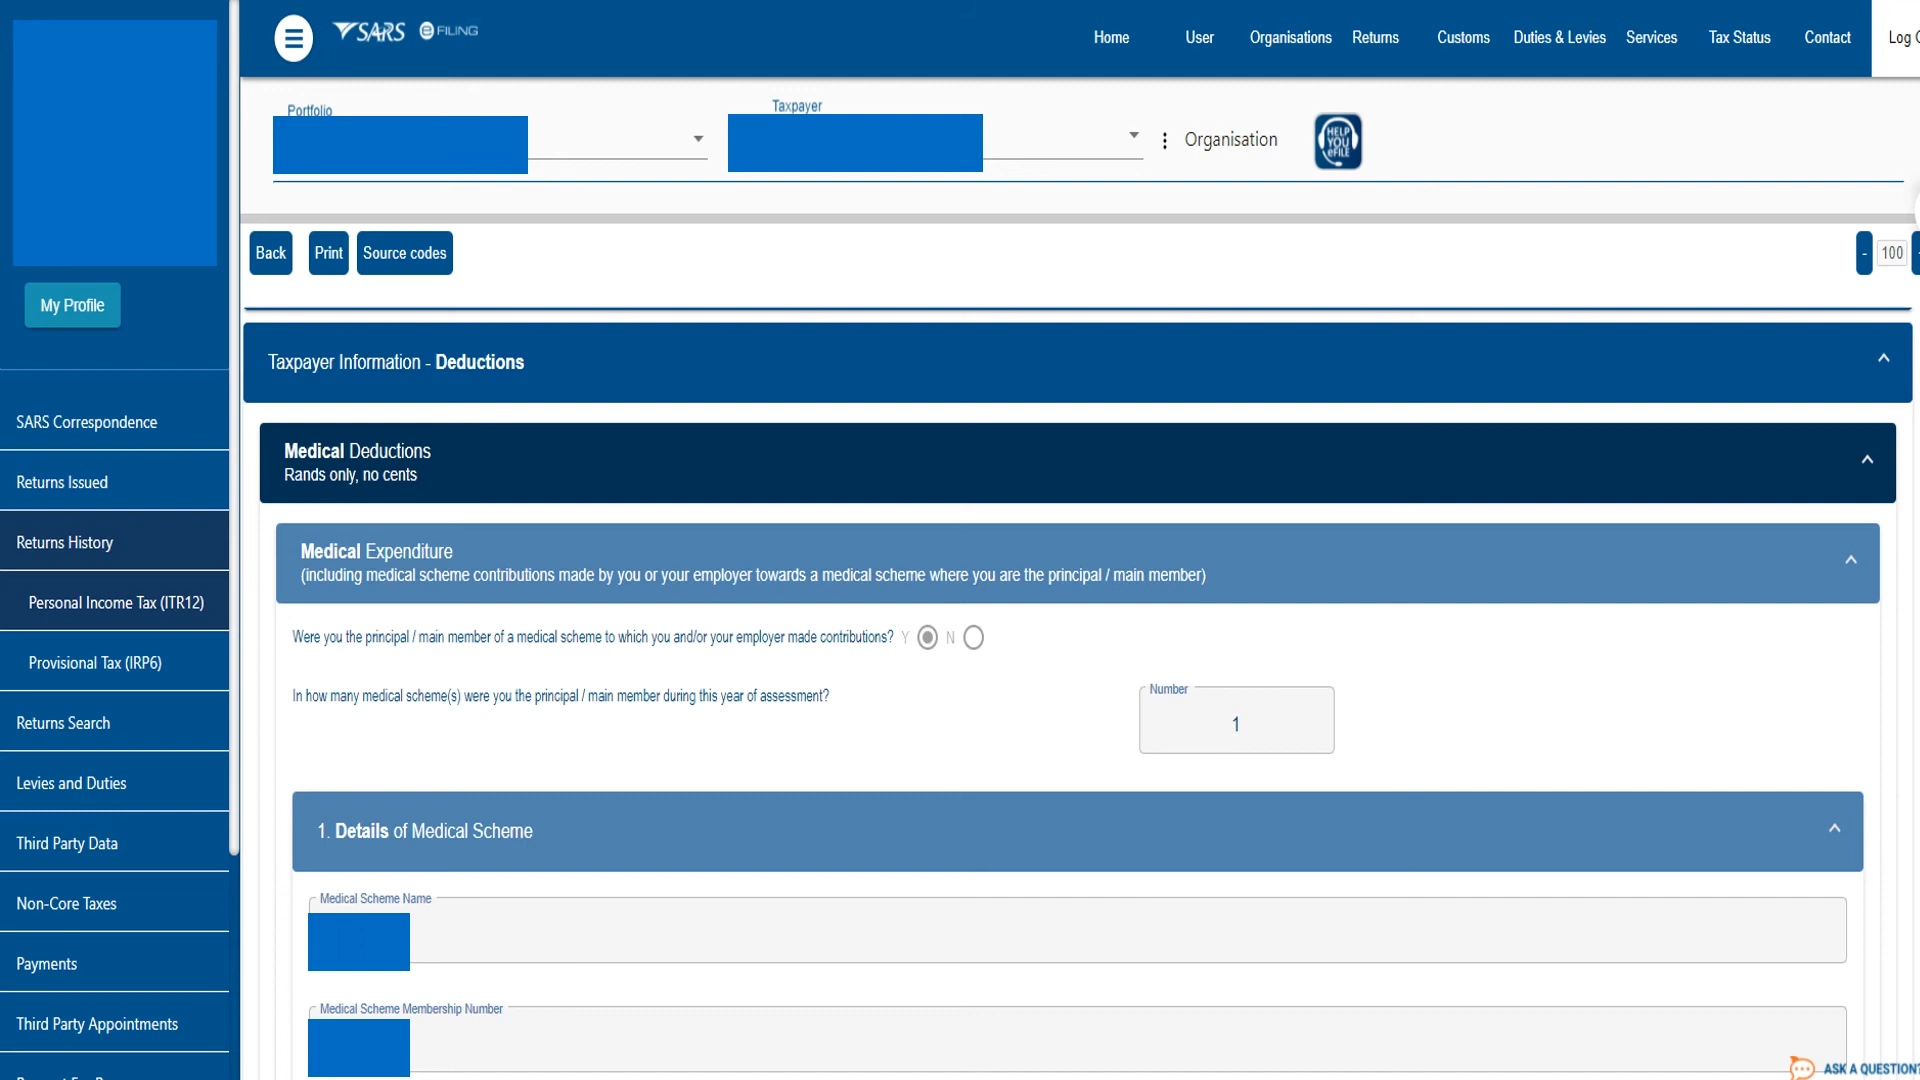 SARS eFILING
Home User Organisations Returns Customs Duties & Levies Services Tax Status Contact Log
Portfolio
Taxpayer
Organisation
HELP YOU eFILE
Back Print Source codes
- 100
My Profile
Taxpayer Information - Deductions
SARS Correspondence
Returns Issued
Returns History
Personal Income Tax (ITR12)
Provisional Tax (IRP6)
Returns Search
Levies and Duties
Third Party Data
Non-Core Taxes
Payments
Third Party Appointments
Medical Deductions
Rands only, no cents
Medical Expenditure
(including medical scheme contributions made by you or your employer towards a medical scheme where you are the principal / main member)
Were you the principal / main member of a medical scheme to which you and/or your employer made contributions? Y N
In how many medical scheme(s) were you the principal / main member during this year of assessment?
Number
1
1. Details of Medical Scheme
Medical Scheme Name
Medical Scheme Membership Number
ASK A QUESTION?